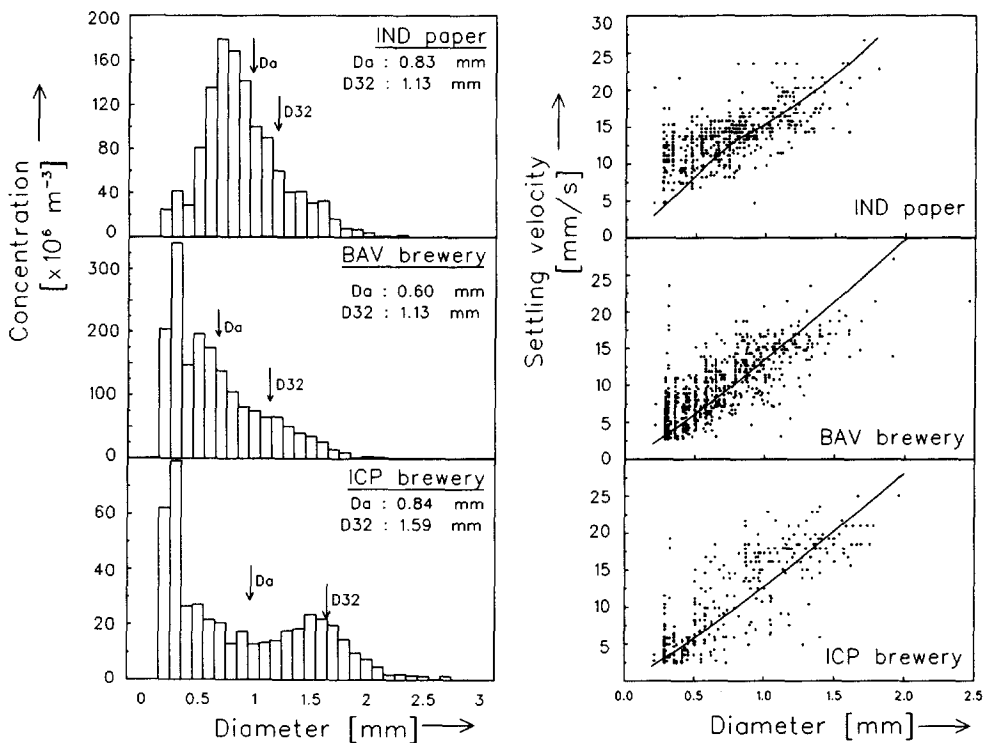 200
160
120
80
40
0
Concentration
[x 10⁶ m⁻³]
IND paper
Da : 0.83 mm
D32 : 1.13 mm
Da
D32
300
200
100
0
BAV brewery
Da : 0.60 mm
D32 : 1.13 mm
Da
D32
60
40
20
0
ICP brewery
Da : 0.84 mm
D32 : 1.59 mm
Da
D32
0 0.5 1 1.5 2 2.5 3
Diameter [mm]
30
25
20
15
10
5
0
Settling velocity
[mm/s]
IND paper
25
20
15
10
5
0
BAV brewery
25
20
15
10
5
ICP brewery
0.0 0.5 1.0 1.5 2.0 2.5
Diameter [mm]